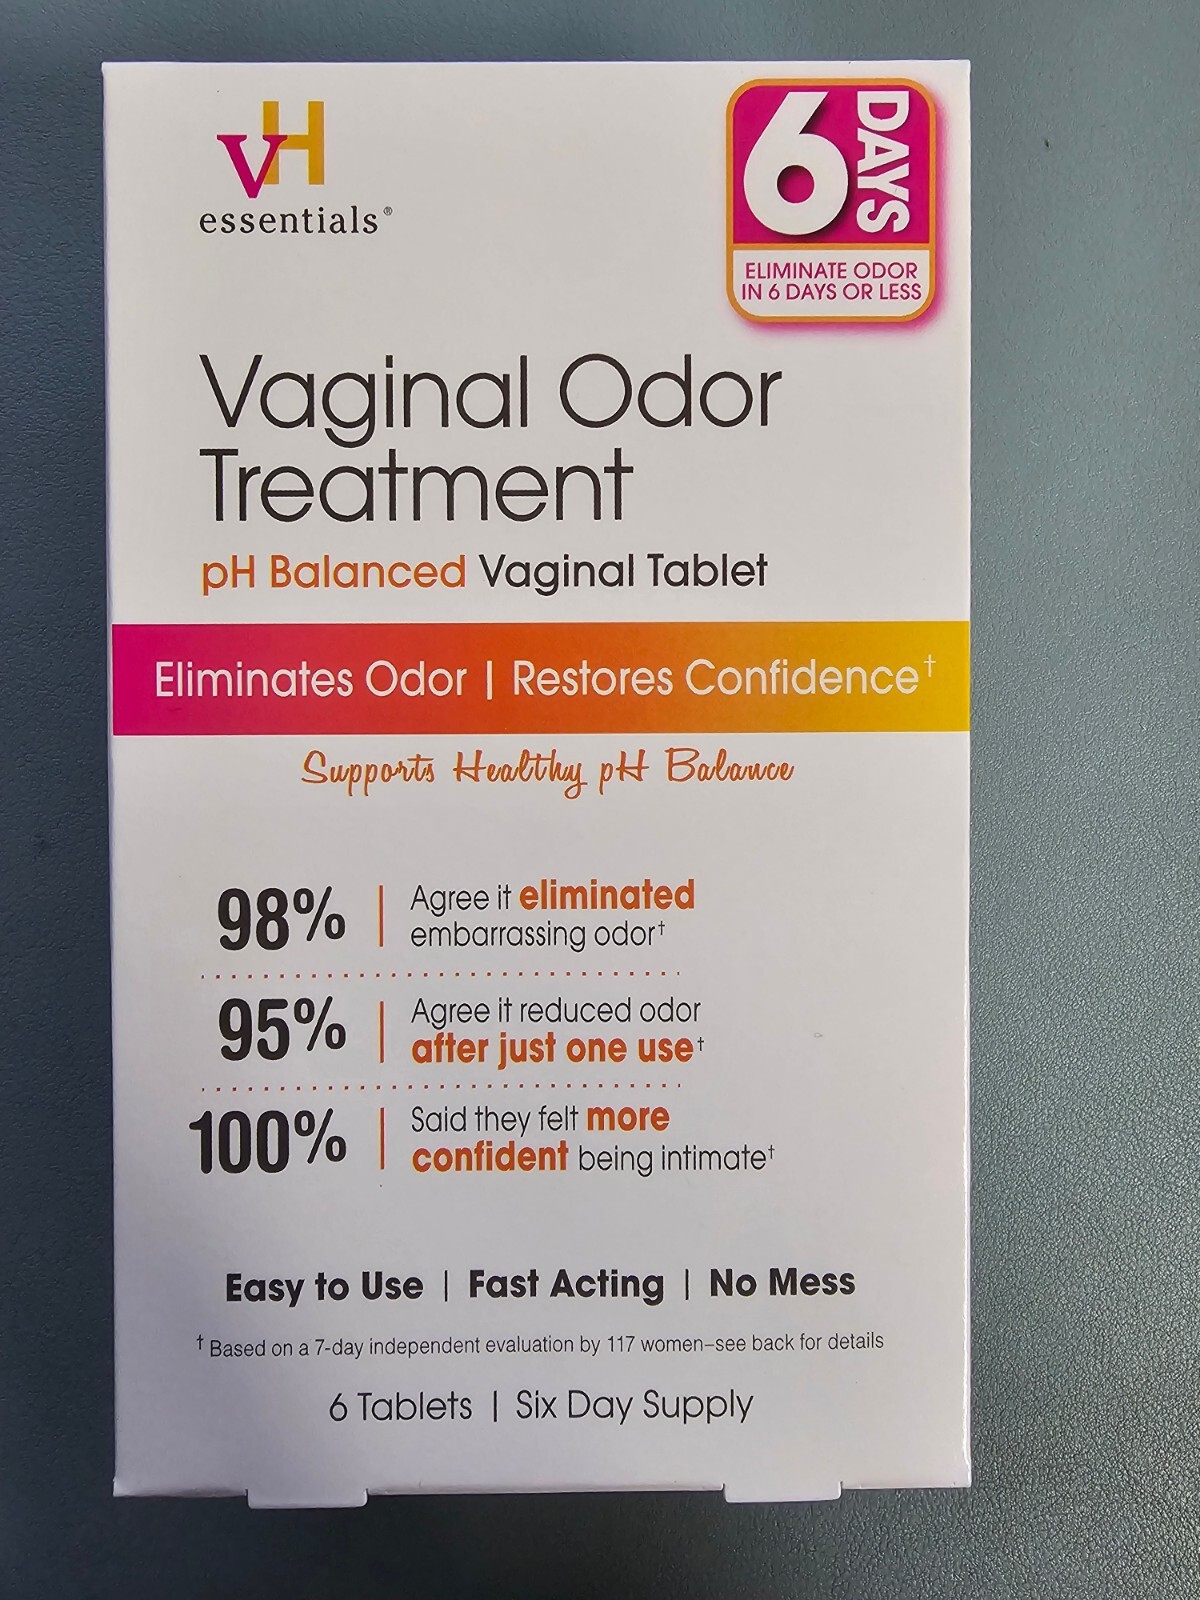 vH
essentials®
6 DAYS
ELIMINATE ODOR
IN 6 DAYS OR LESS
Vaginal Odor
Treatment
pH Balanced Vaginal Tablet
Eliminates Odor | Restores Confidence†
Supports Healthy pH Balance
98% | Agree it eliminated
embarrassing odor†
95% | Agree it reduced odor
after just one use†
100% | Said they felt more
confident being intimate†
Easy to Use | Fast Acting | No Mess
† Based on a 7-day independent evaluation by 117 women–see back for details
6 Tablets | Six Day Supply